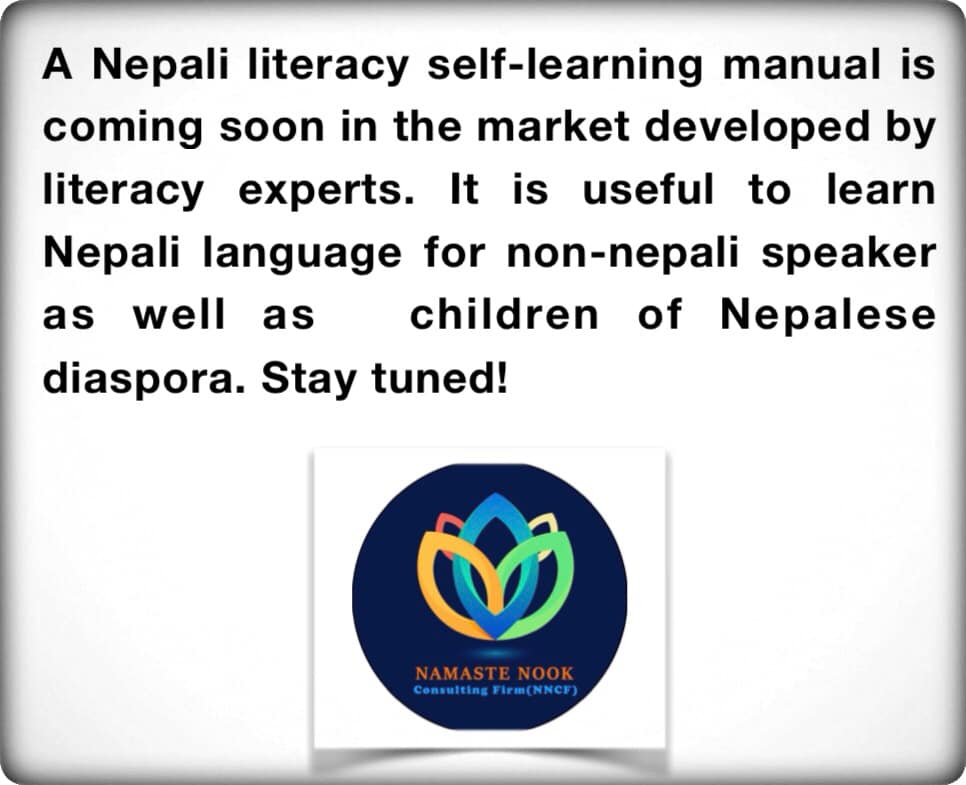 A Nepali literacy self-learning manual is
coming soon in the market developed by
literacy experts. It is useful to learn
Nepali language for non-nepali speaker
as well as children of Nepalese
diaspora. Stay tuned!
NAMASTE NOOK
Consulting Firm(NNCF)